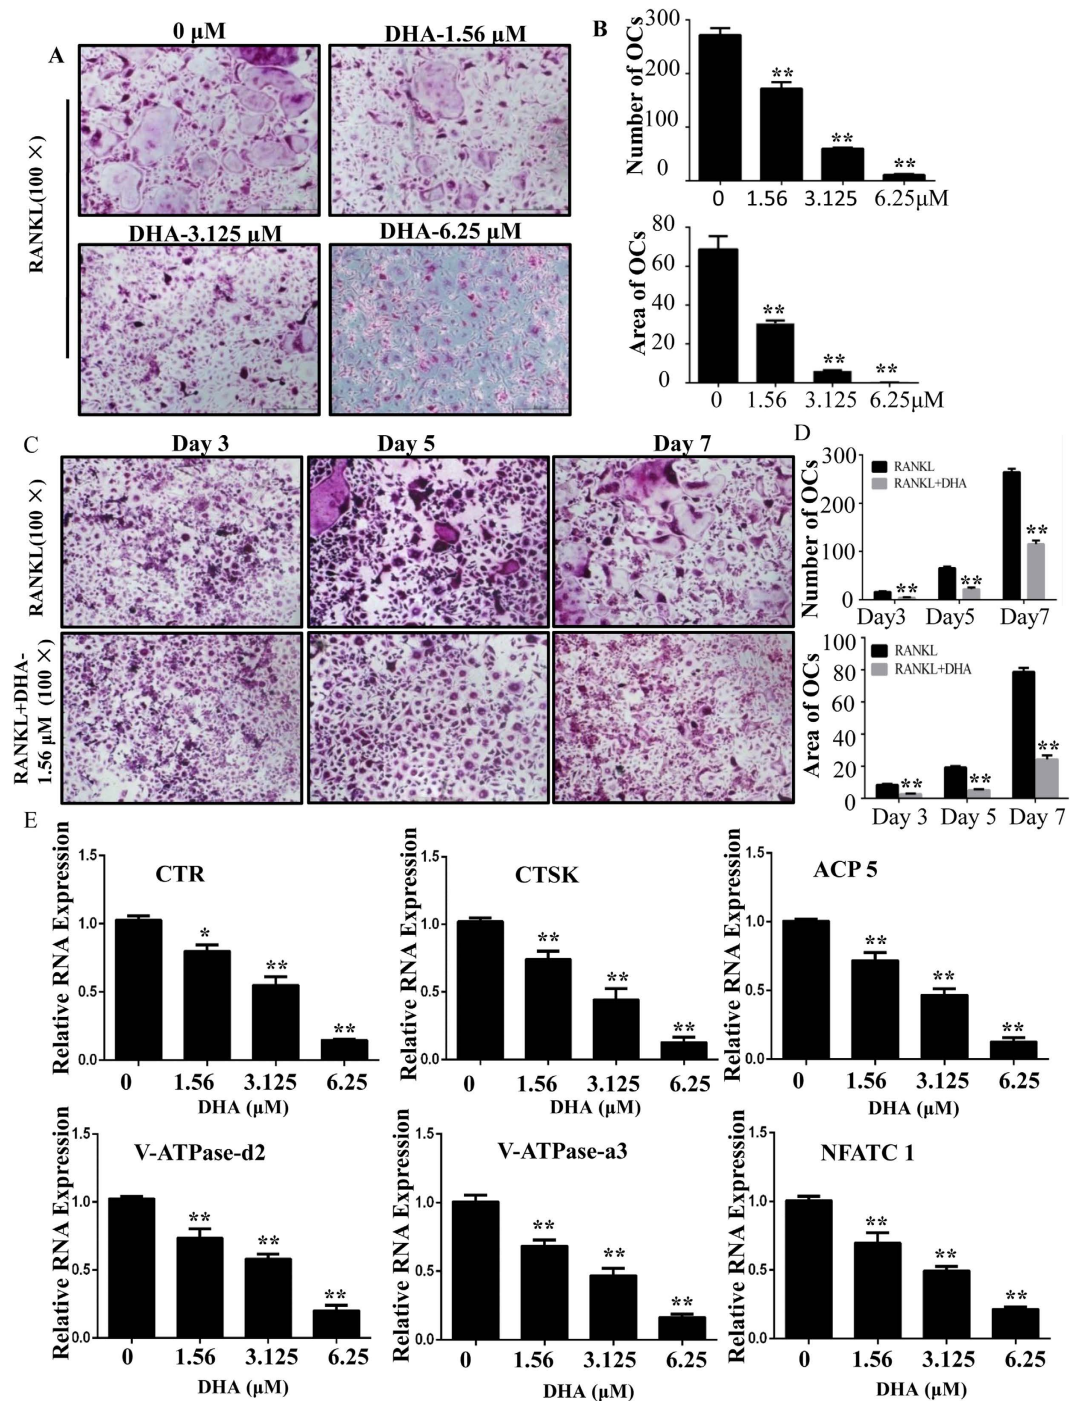 A
0 μM
DHA-1.56 μM
RANKL(100 ×)
DHA-3.125 μM
DHA-6.25 μM
B
Number of OCs
300
200
100
0
**
**
**
0 1.56 3.125 6.25μM
Area of OCs
80
60
40
20
0
**
**
**
0 1.56 3.125 6.25μM
C
Day 3
Day 5
Day 7
RANKL(100 ×)
RANKL+DHA-
1.56 μM (100 ×)
D
Number of OCs
300
200
100
0
RANKL
RANKL+DHA
**
**
**
Day3 Day5 Day7
Area of OCs
100
80
60
40
20
0
RANKL
RANKL+DHA
**
**
**
Day 3 Day 5 Day 7
E
Relative RNA Expression
1.5
1.0
0.5
0.0
CTR
*
**
**
0 1.56 3.125 6.25
DHA (μM)
Relative RNA Expression
1.5
1.0
0.5
0.0
CTSK
**
**
**
0 1.56 3.125 6.25
DHA (μM)
Relative RNA Expression
1.5
1.0
0.5
0.0
ACP 5
**
**
**
0 1.56 3.125 6.25
DHA (μM)
Relative RNA Expression
1.5
1.0
0.5
0.0
V-ATPase-d2
**
**
**
0 1.56 3.125 6.25
DHA (μM)
Relative RNA Expression
1.5
1.0
0.5
0.0
V-ATPase-a3
**
**
**
0 1.56 3.125 6.25
DHA (μM)
Relative RNA Expression
1.5
1.0
0.5
0.0
NFATC 1
**
**
**
0 1.56 3.125 6.25
DHA (μM)